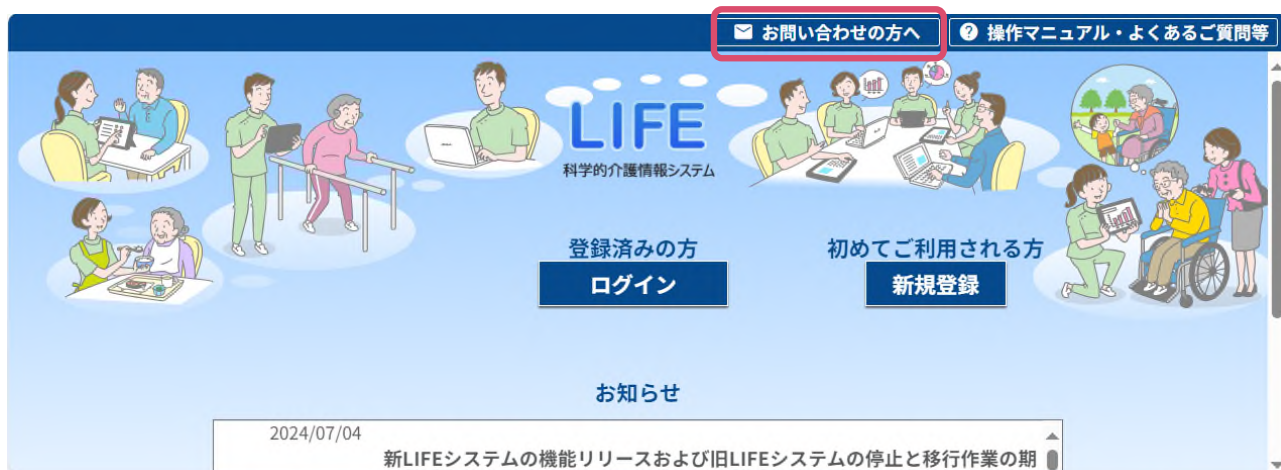 お問い合わせの方へ
操作マニュアル・よくあるご質問等
LIFE
科学的介護情報システム
登録済みの方
初めてご利用される方
ログイン
新規登録
お知らせ
2024/07/04
新LIFEシステムの機能リリースおよび旧LIFEシステムの停止と移行作業の期